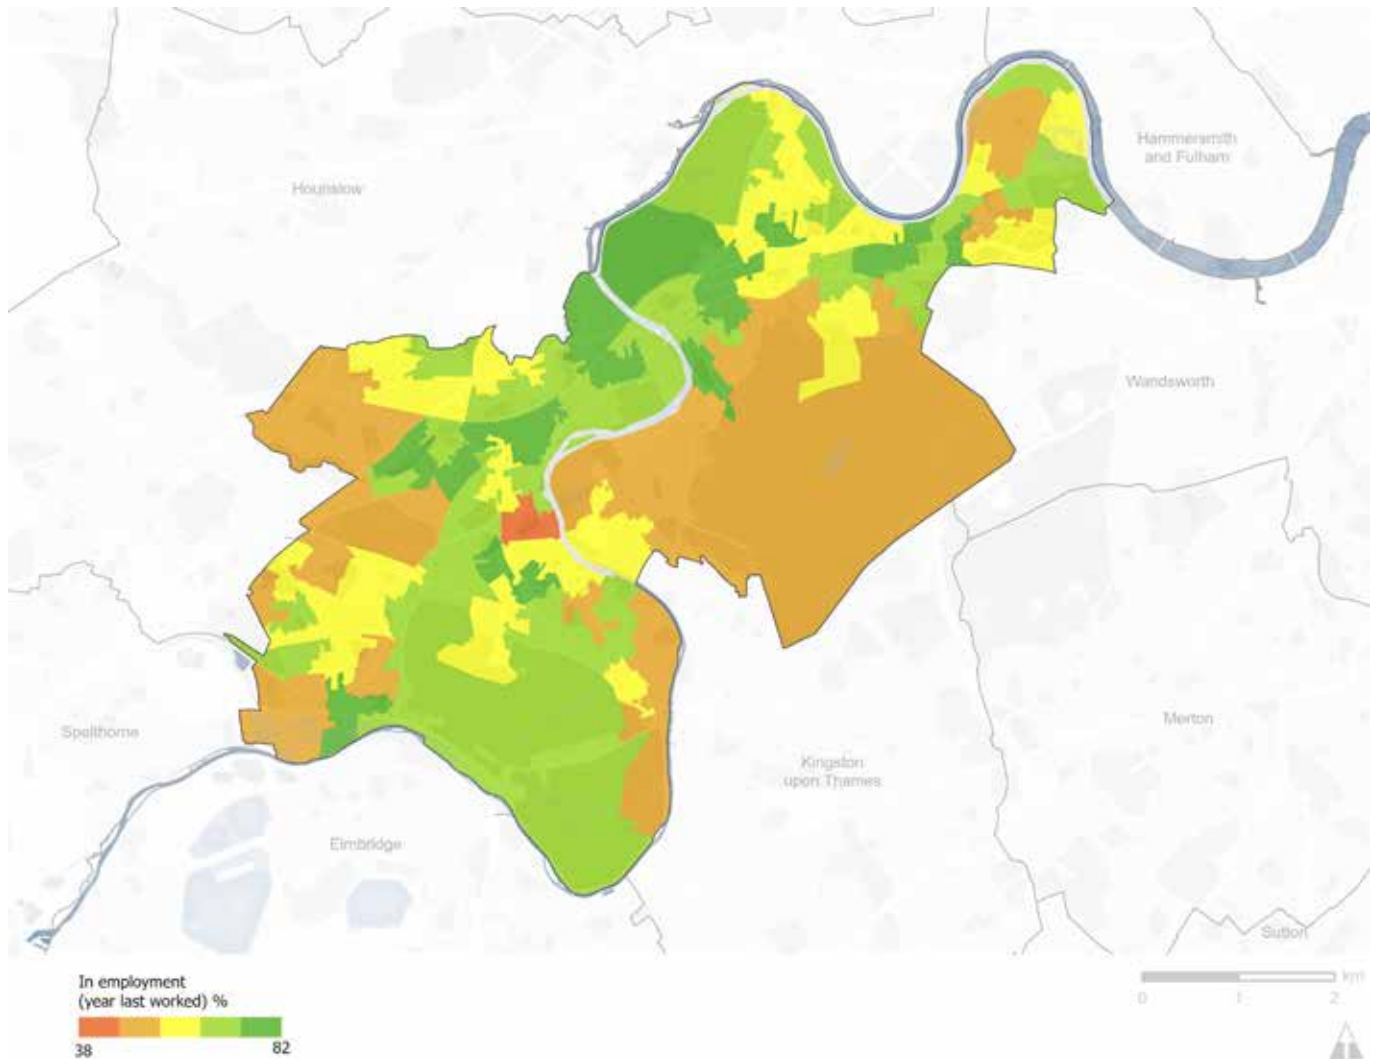 Hammersmith
and Fulham
Hounslow
Wandsworth
Spelthorne
Merton
Kingston
upon Thames
Elmbridge
Sutton
In employment
(year last worked) %
38
82
km
0
1
2